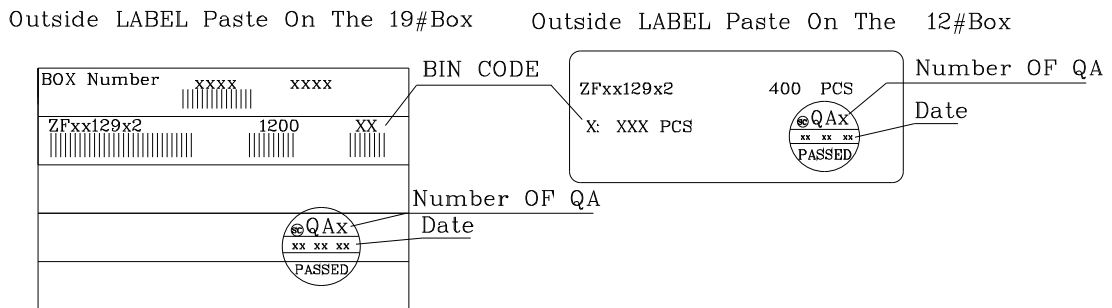 Outside LABEL Paste On The 19#Box
BOX Number xxxx xxxx
ZFxx129x2 1200 XX
BIN CODE
Number OF QA
Date
SC QAx
xx xx xx
PASSED
Outside LABEL Paste On The 12#Box
ZFxx129x2 400 PCS
X: XXX PCS
SC QAx
xx xx xx
PASSED
Number OF QA
Date